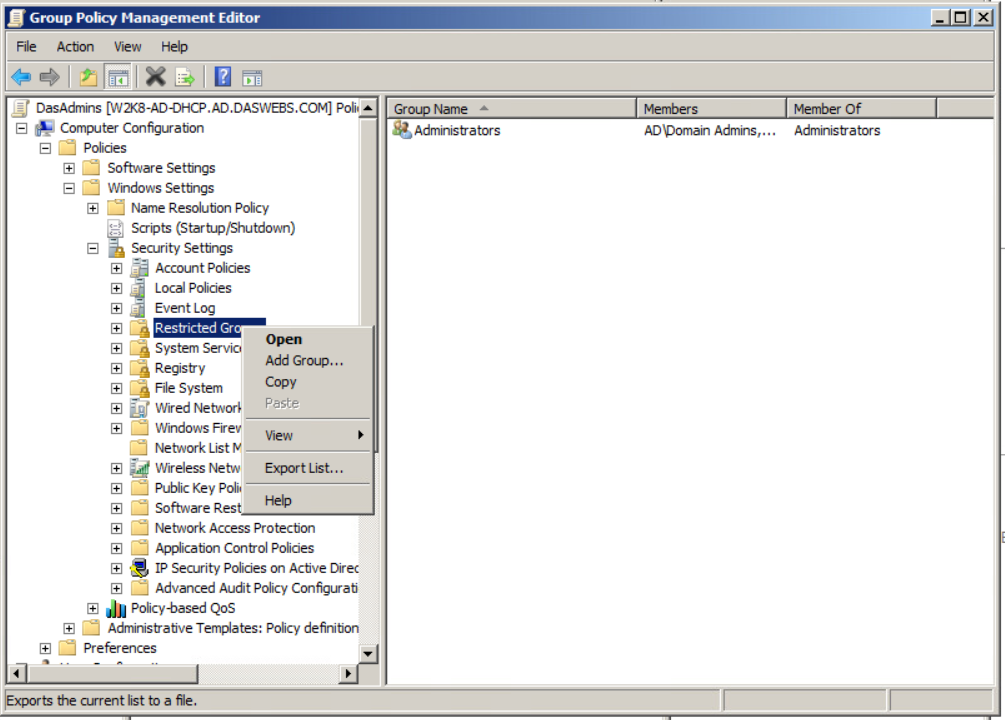 Group Policy Management Editor
File Action View Help
DasAdmins [W2K8-AD-DHCP.AD.DASWEBS.COM] Poli
Computer Configuration
Policies
Software Settings
Windows Settings
Name Resolution Policy
Scripts (Startup/Shutdown)
Security Settings
Account Policies
Local Policies
Event Log
Restricted Gro
System Servic
Registry
File System
Wired Network
Windows Firew
Network List M
Wireless Netw
Public Key Poli
Software Rest
Network Access Protection
Application Control Policies
IP Security Policies on Active Direc
Advanced Audit Policy Configurati
Policy-based QoS
Administrative Templates: Policy definition
Preferences
Open
Add Group...
Copy
Paste
View
Export List...
Help
Group Name Members Member Of
Administrators AD\Domain Admins,... Administrators
Exports the current list to a file.